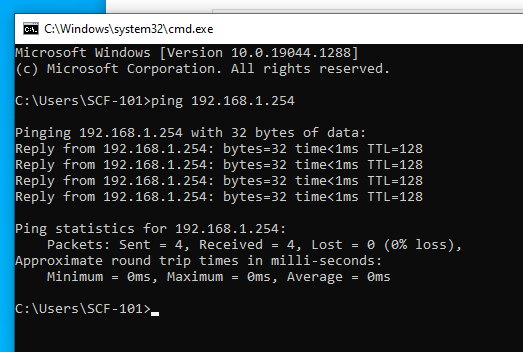 C:\Windows\system32\cmd.exe
Microsoft Windows [Version 10.0.19044.1288]
(c) Microsoft Corporation. All rights reserved.
C:\Users\SCF-101>ping 192.168.1.254
Pinging 192.168.1.254 with 32 bytes of data:
Reply from 192.168.1.254: bytes=32 time<1ms TTL=128
Reply from 192.168.1.254: bytes=32 time<1ms TTL=128
Reply from 192.168.1.254: bytes=32 time<1ms TTL=128
Reply from 192.168.1.254: bytes=32 time<1ms TTL=128
Ping statistics for 192.168.1.254:
    Packets: Sent = 4, Received = 4, Lost = 0 (0% loss),
Approximate round trip times in milli-seconds:
    Minimum = 0ms, Maximum = 0ms, Average = 0ms
C:\Users\SCF-101>